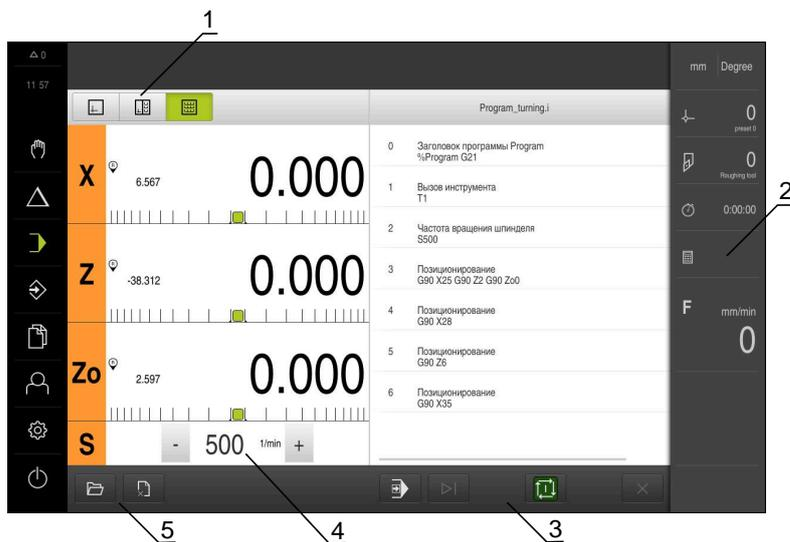 1
0
11 57
mm Degree
Program_turning.i
X
R
6.567
0.000
Z
R
-38.312
0.000
Zo
R
2.597
0.000
S
-
500
1/min
+
0 Заголовок программы Program
%Program G21
1 Вызов инструмента
T1
2 Частота вращения шпинделя
S500
3 Позиционирование
G90 X25 G90 Z2 G90 Zo0
4 Позиционирование
G90 X28
5 Позиционирование
G90 Z6
6 Позиционирование
G90 X35
0
preset 0
0
Roughing tool
0:00:00
F mm/min
0
2
5
4
3